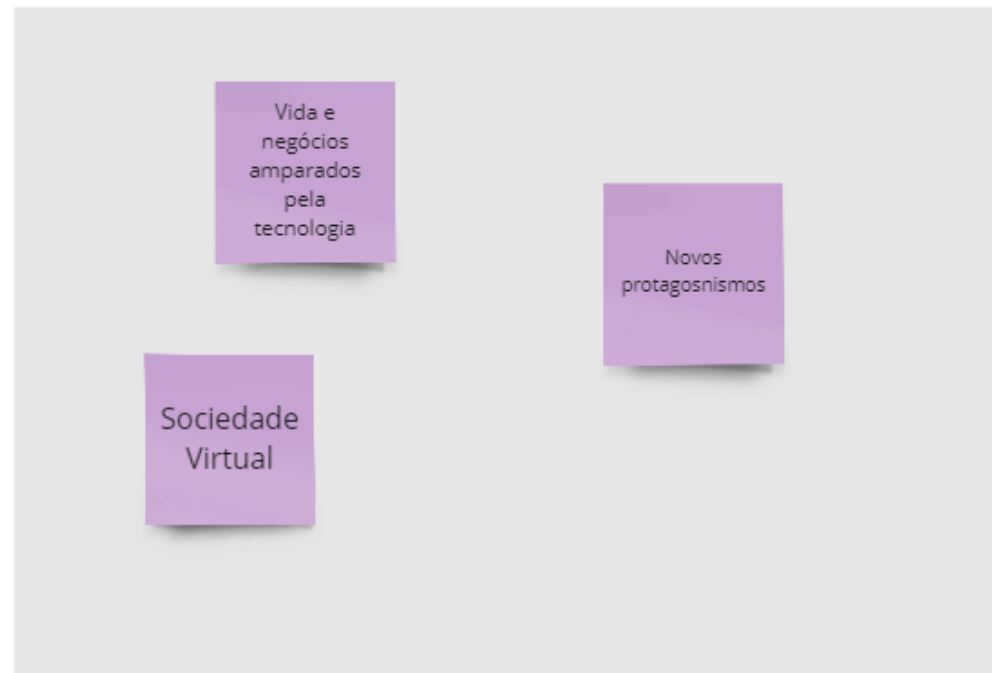 Vida e
negócios
amparados
pela
tecnologia
Novos
protagosnismos
Sociedade
Virtual